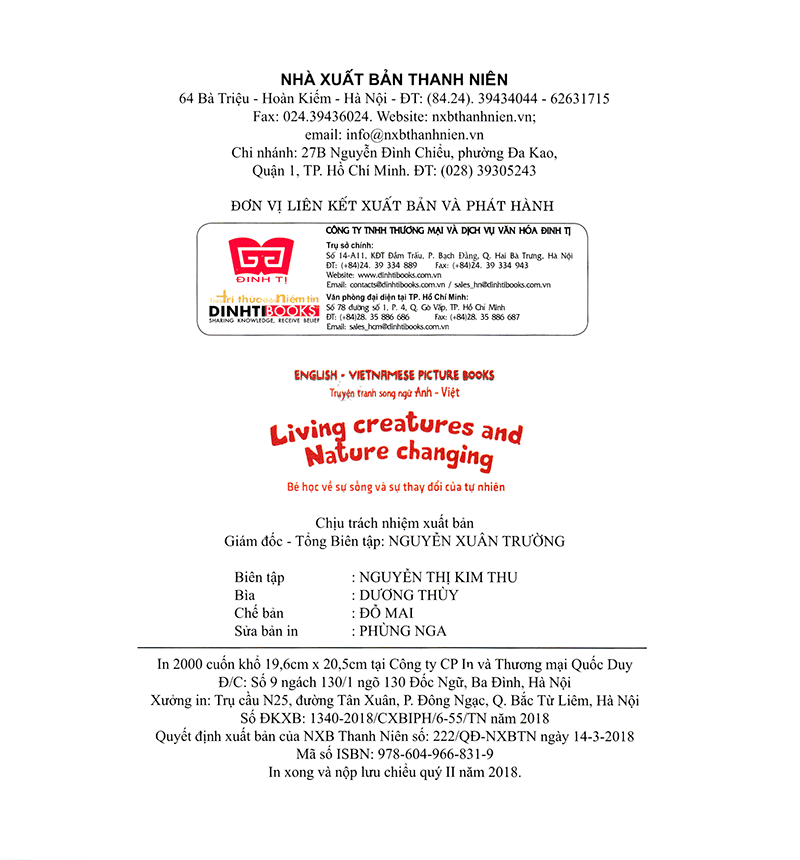 NHÀ XUẤT BẢN THANH NIÊN
64 Bà Triệu - Hoàn Kiếm - Hà Nội - ĐT: (84.24). 39434044 - 62631715
Fax: 024.39436024. Website: nxbthanhnien.vn;
email: info@nxbthanhnien.vn
Chi nhánh: 27B Nguyễn Đình Chiểu, phường Đa Kao,
Quận 1, TP. Hồ Chí Minh. ĐT: (028) 39305243
ĐƠN VỊ LIÊN KẾT XUẤT BẢN VÀ PHÁT HÀNH
ĐINH TỊ
tri thức niềm tin
DINHTIBOOKS
SHARING KNOWLEDGE, RECEIVE BELIEF
CÔNG TY TNHH THƯƠNG MẠI VÀ DỊCH VỤ VĂN HÓA ĐINH TỊ
Trụ sở chính:
Số 14-A11, KĐT Đầm Trấu, P. Bạch Đằng, Q. Hai Bà Trưng, Hà Nội
ĐT: (+84)24. 39 334 889 Fax: (+84)24. 39 334 943
Website: www.dinhtibooks.com.vn
Email: contacts@dinhtibooks.com.vn / sales_hn@dinhtibooks.com.vn
Văn phòng đại diện tại TP. Hồ Chí Minh:
Số 78 đường số 1, P. 4, Q. Gò Vấp, TP. Hồ Chí Minh
ĐT: (+84)28. 35 886 686 Fax: (+84)28. 35 886 687
Email: sales_hcm@dinhtibooks.com.vn
ENGLISH - VIETNAMESE PICTURE BOOKS
Truyện tranh song ngữ Anh - Việt
Living creatures and
Nature changing
Bé học về sự sống và sự thay đổi của tự nhiên
Chịu trách nhiệm xuất bản
Giám đốc - Tổng Biên tập: NGUYỄN XUÂN TRƯỜNG
Biên tập : NGUYỄN THỊ KIM THU
Bìa : DƯƠNG THÙY
Chế bản : ĐỖ MAI
Sửa bản in : PHÙNG NGA
In 2000 cuốn khổ 19,6cm x 20,5cm tại Công ty CP In và Thương mại Quốc Duy
Đ/C: Số 9 ngách 130/1 ngõ 130 Đốc Ngữ, Ba Đình, Hà Nội
Xưởng in: Trụ cầu N25, đường Tân Xuân, P. Đông Ngạc, Q. Bắc Từ Liêm, Hà Nội
Số ĐKXB: 1340-2018/CXBIPH/6-55/TN năm 2018
Quyết định xuất bản của NXB Thanh Niên số: 222/QĐ-NXBTN ngày 14-3-2018
Mã số ISBN: 978-604-966-831-9
In xong và nộp lưu chiểu quý II năm 2018.